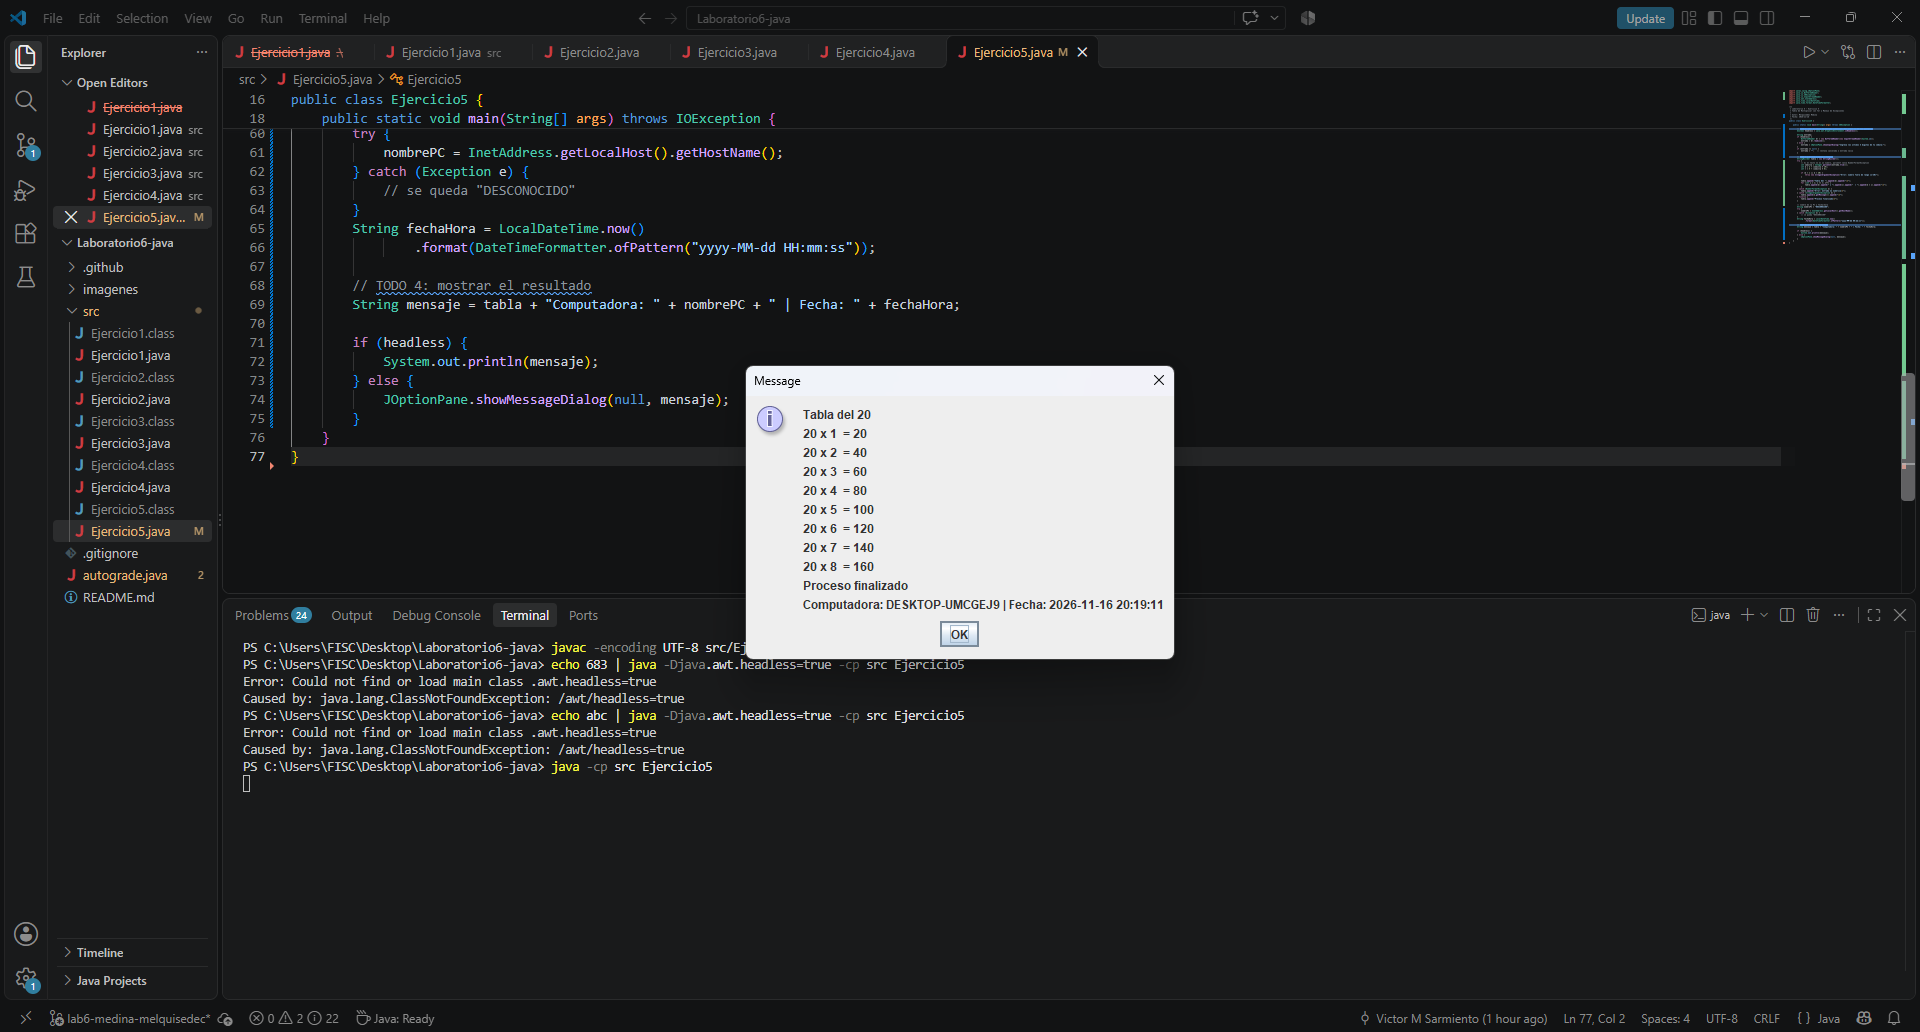 File Edit Selection View Go Run Terminal Help
Laboratorio6-java
Update
Explorer
Open Editors
Ejercicio1.java
Ejercicio1.java src
Ejercicio2.java src
Ejercicio3.java src
Ejercicio4.java src
Ejercicio5.jav... M
Laboratorio6-java
.github
imagenes
src
Ejercicio1.class
Ejercicio1.java
Ejercicio2.class
Ejercicio2.java
Ejercicio3.class
Ejercicio3.java
Ejercicio4.class
Ejercicio4.java
Ejercicio5.class
Ejercicio5.java M
.gitignore
autograde.java 2
README.md
Timeline
Java Projects
1
1
Ejercicio1.java Ejercicio1.java src Ejercicio2.java Ejercicio3.java Ejercicio4.java Ejercicio5.java M
src > Ejercicio5.java > Ejercicio5
16 public class Ejercicio5 {
18 public static void main(String[] args) throws IOException {
60 try {
61 nombrePC = InetAddress.getLocalHost().getHostName();
62 } catch (Exception e) {
63 // se queda "DESCONOCIDO"
64 }
65 String fechaHora = LocalDateTime.now()
66 .format(DateTimeFormatter.ofPattern("yyyy-MM-dd HH:mm:ss"));
67
68 // TODO 4: mostrar el resultado
69 String mensaje = tabla + "Computadora: " + nombrePC + " | Fecha: " + fechaHora;
70
71 if (headless) {
72 System.out.println(mensaje);
73 } else {
74 JOptionPane.showMessageDialog(null, mensaje);
75 }
76 }
77 }
Message
Tabla del 20
20 x 1 = 20
20 x 2 = 40
20 x 3 = 60
20 x 4 = 80
20 x 5 = 100
20 x 6 = 120
20 x 7 = 140
20 x 8 = 160
Proceso finalizado
Computadora: DESKTOP-UMCGEJ9 | Fecha: 2026-11-16 20:19:11
OK
Problems 24 Output Debug Console Terminal Ports
java
PS C:\Users\FISC\Desktop\Laboratorio6-java> javac -encoding UTF-8 src/Ej
PS C:\Users\FISC\Desktop\Laboratorio6-java> echo 683 | java -Djava.awt.headless=true -cp src Ejercicio5
Error: Could not find or load main class .awt.headless=true
Caused by: java.lang.ClassNotFoundException: /awt/headless=true
PS C:\Users\FISC\Desktop\Laboratorio6-java> echo abc | java -Djava.awt.headless=true -cp src Ejercicio5
Error: Could not find or load main class .awt.headless=true
Caused by: java.lang.ClassNotFoundException: /awt/headless=true
PS C:\Users\FISC\Desktop\Laboratorio6-java> java -cp src Ejercicio5
lab6-medina-melquisedec* 0 2 22 Java: Ready
Victor M Sarmiento (1 hour ago) Ln 77, Col 2 Spaces: 4 UTF-8 CRLF {} Java